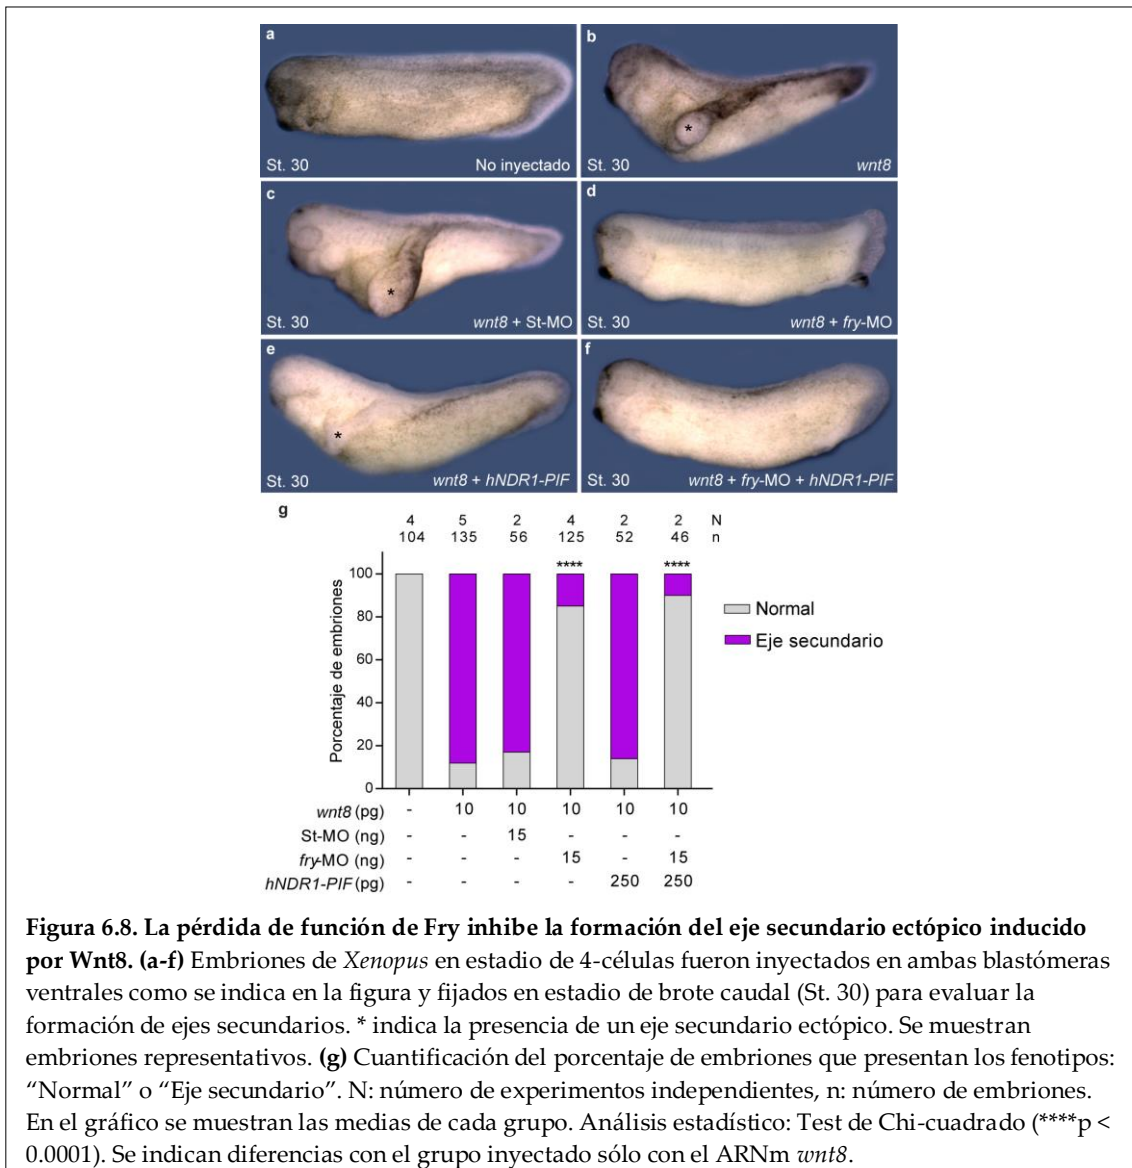 a
b
*
St. 30
No inyectado
St. 30
wnt8
c
d
*
St. 30
wnt8 + St-MO
St. 30
wnt8 + fry-MO
e
f
*
St. 30
wnt8 + hNDR1-PIF
St. 30
wnt8 + fry-MO + hNDR1-PIF
g
4 5 2 4 2 2 N
104 135 56 125 52 46 n
**** ****
100
80
60
40
20
0
Porcentaje de embriones
Normal
Eje secundario
wnt8 (pg) - 10 10 10 10 10
St-MO (ng) - - 15 - - -
fry-MO (ng) - - - 15 - 15
hNDR1-PIF (pg) - - - - 250 250
Figura 6.8. La pérdida de función de Fry inhibe la formación del eje secundario ectópico inducido
por Wnt8. (a-f) Embriones de Xenopus en estadio de 4-células fueron inyectados en ambas blastómeras
ventrales como se indica en la figura y fijados en estadio de brote caudal (St. 30) para evaluar la
formación de ejes secundarios. * indica la presencia de un eje secundario ectópico. Se muestran
embriones representativos. (g) Cuantificación del porcentaje de embriones que presentan los fenotipos:
“Normal” o “Eje secundario”. N: número de experimentos independientes, n: número de embriones.
En el gráfico se muestran las medias de cada grupo. Análisis estadístico: Test de Chi-cuadrado (****p <
0.0001). Se indican diferencias con el grupo inyectado sólo con el ARNm wnt8.